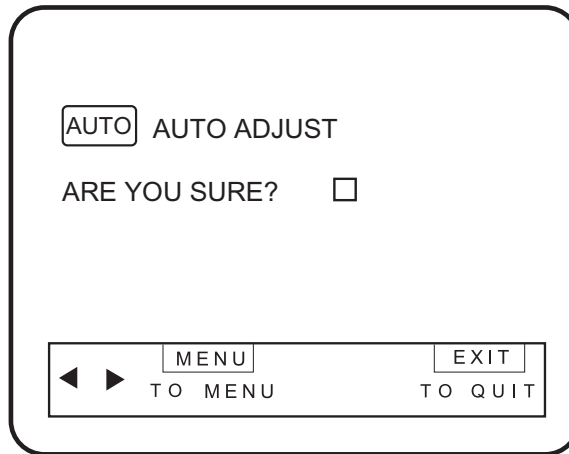 AUTO AUTO ADJUST
ARE YOU SURE?
MENU EXIT
TO MENU TO QUIT